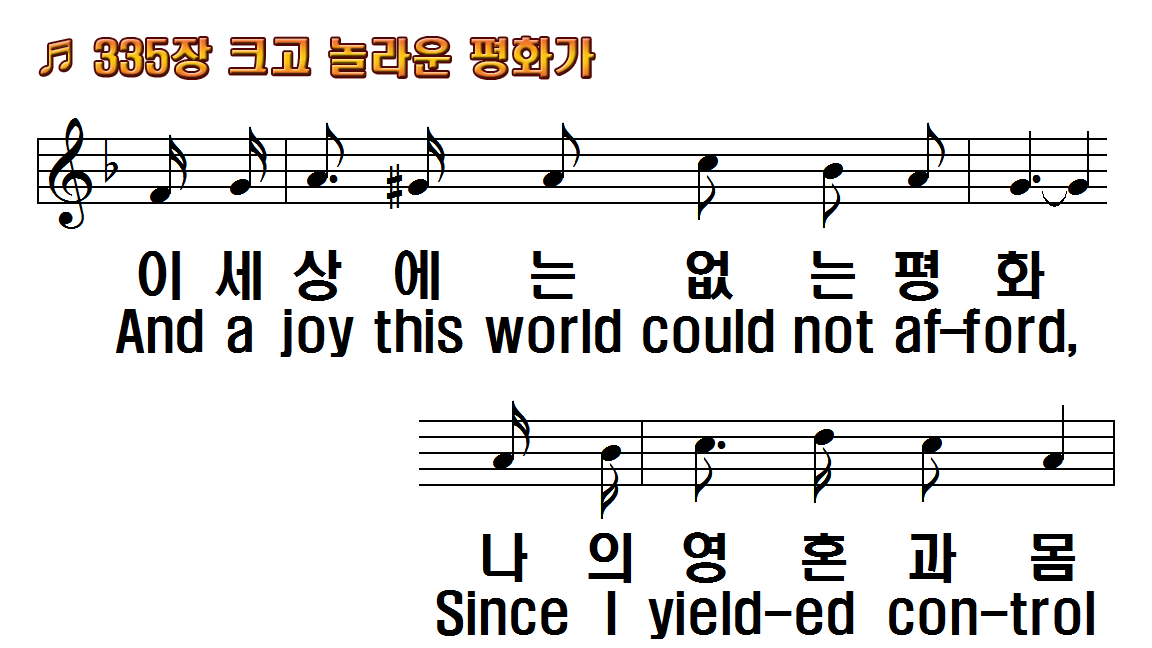 335장 크고 놀라운 평화가
이 세 상 에 는 없 는 평 화
And a joy this world could not af-ford,
나 의 영 혼 과 몸
Since I yield-ed con-trol